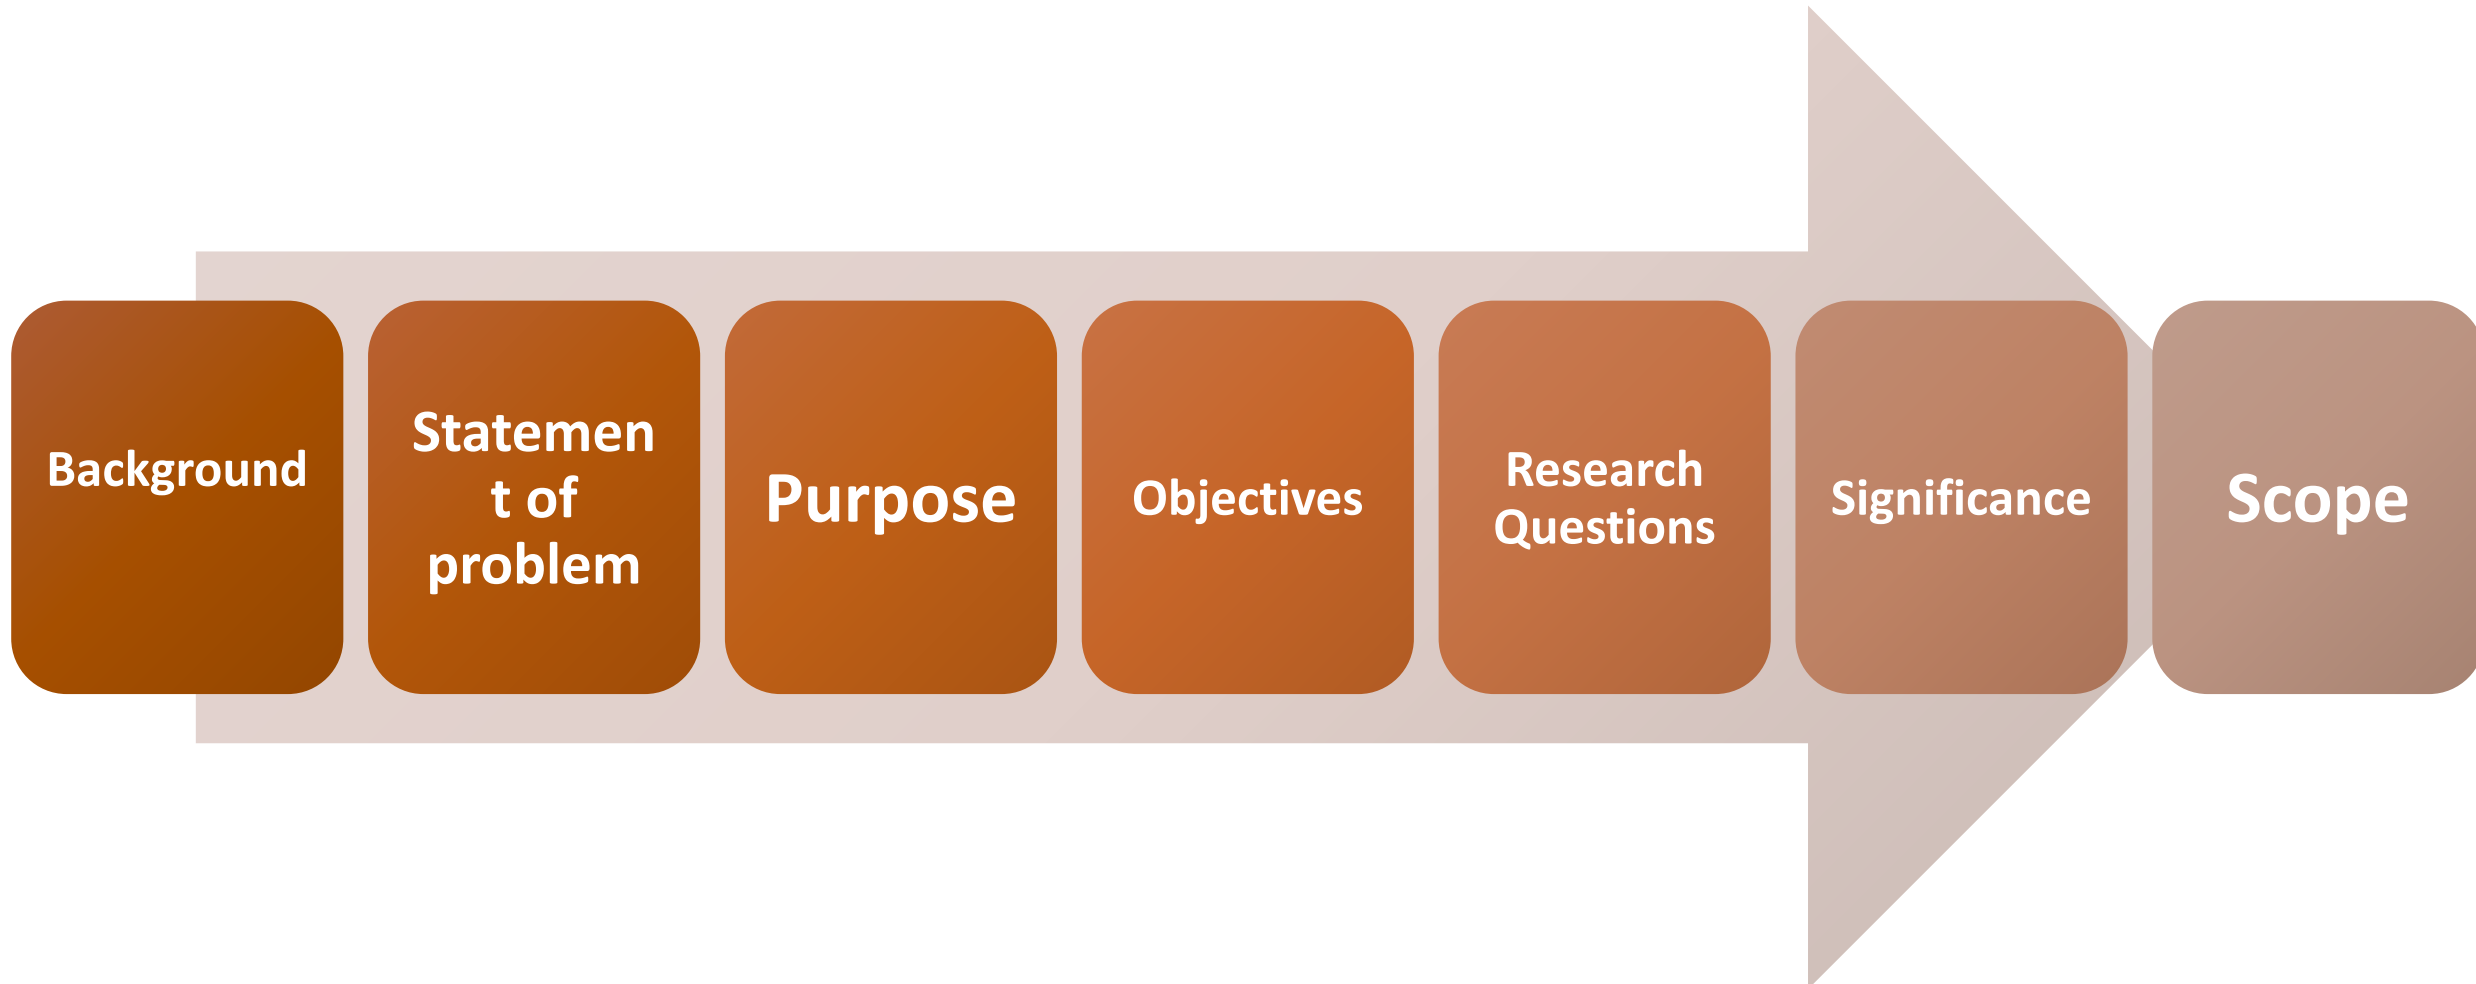 Background
Statemen
t of
problem
Purpose
Objectives
Research
Questions
Significance
Scope